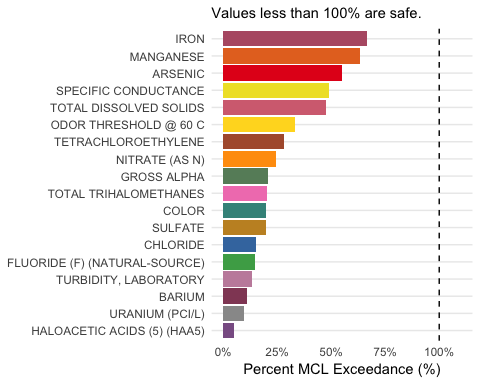 Values less than 100% are safe.
IRON
MANGANESE
ARSENIC
SPECIFIC CONDUCTANCE
TOTAL DISSOLVED SOLIDS
ODOR THRESHOLD @ 60 C
TETRACHLOROETHYLENE
NITRATE (AS N)
GROSS ALPHA
TOTAL TRIHALOMETHANES
COLOR
SULFATE
CHLORIDE
FLUORIDE (F) (NATURAL-SOURCE)
TURBIDITY, LABORATORY
BARIUM
URANIUM (PCI/L)
HALOACETIC ACIDS (5) (HAA5)
0% 25% 50% 75% 100%
Percent MCL Exceedance (%)